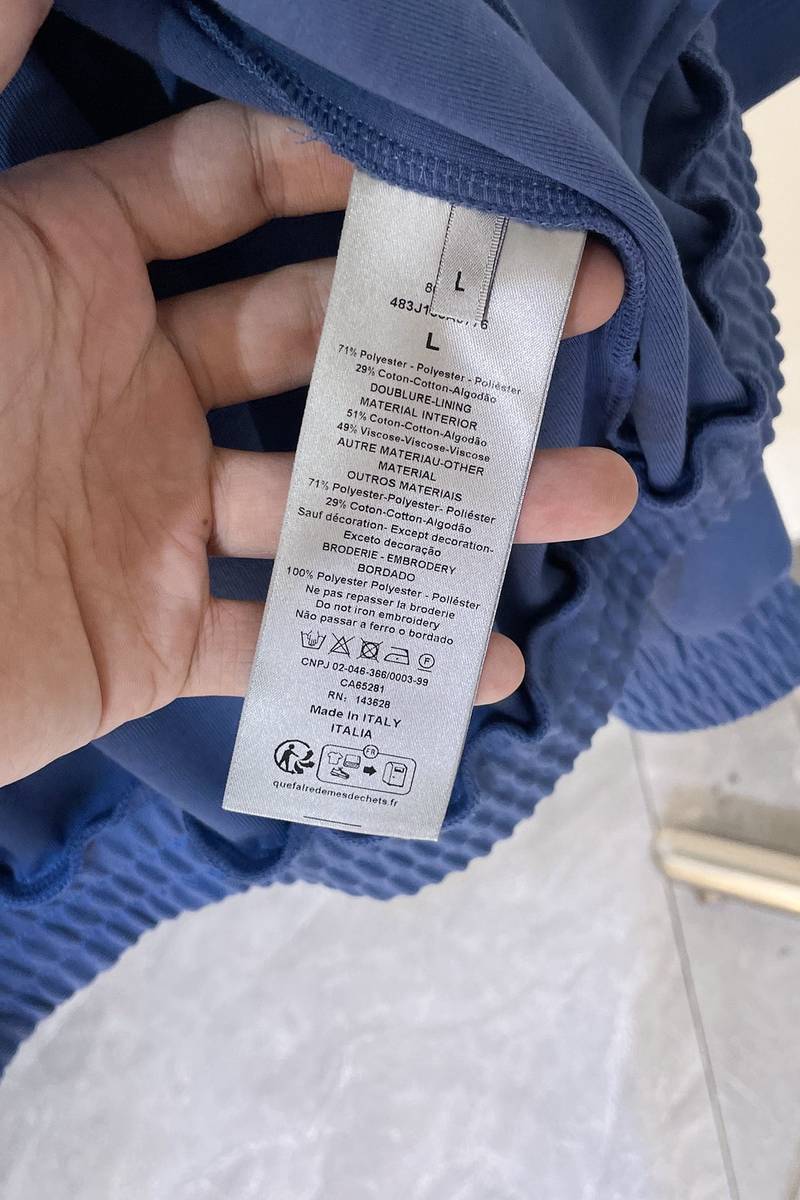 L
8
483J1
L
71% Polyester - Polyester - Poliéster
29% Coton-Cotton-Algodão
DOUBLURE-LINING
MATERIAL INTERIOR
51% Coton-Cotton-Algodão
49% Viscose-Viscose-Viscose
AUTRE MATERIAU-OTHER
MATERIAL
OUTROS MATERIAIS
71% Polyester-Polyester- Poliéster
29% Coton-Cotton-Algodão
Sauf décoration- Except decoration-
Exceto decoração
BRODERIE - EMBRODERY
BORDADO
100% Polyester Polyester - Poliéster
Ne pas repasser la broderie
Do not iron embroidery
Não passar a ferro o bordado
F
CNPJ 02-046-366/0003-99
CA65281
RN: 143628
Made in ITALY
ITALIA
FR
quefairedemesdechets.fr